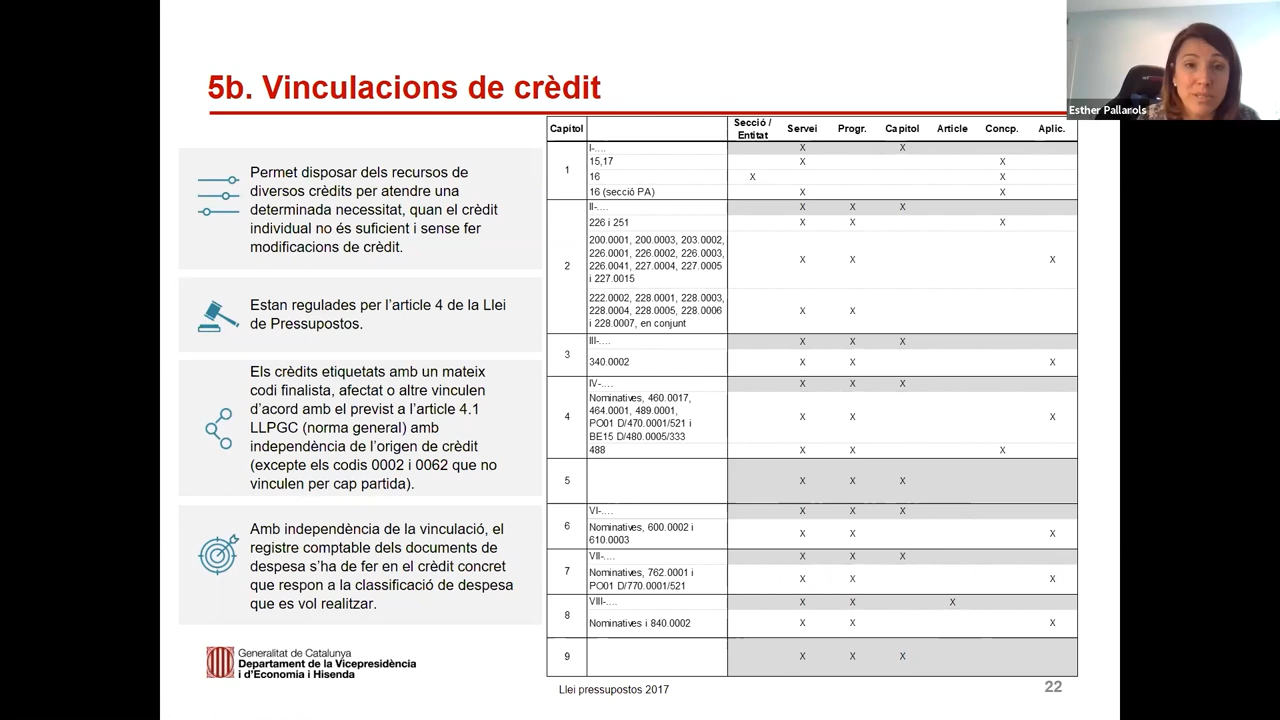 5b. Vinculacions de crèdit
Esther Pallarols
Permet disposar dels recursos de
diversos crèdits per atendre una
determinada necessitat, quan el crèdit
individual no és suficient i sense fer
modificacions de crèdit.
Estan regulades per l'article 4 de la Llei
de Pressupostos.
Els crèdits etiquetats amb un mateix
codi finalista, afectat o altre vinculen
d'acord amb el previst a l'article 4.1
LLPGC (norma general) amb
independència de l'origen de crèdit
(excepte els codis 0002 i 0062 que no
vinculen per cap partida).
Amb independència de la vinculació, el
registre comptable dels documents de
despesa s'ha de fer en el crèdit concret
que respon a la classificació de despesa
que es vol realitzar.
Capítol Secció / Entitat Servei Progr. Capítol Article Concp. Aplic.
1
I-.... X X
15,17 X X
16 X X
16 (secció PA) X X
2
II-.... X X X
226 i 251 X X X
200.0001, 200.0003, 203.0002,
226.0001, 226.0002, 226.0003,
226.0041, 227.0004, 227.0005
i 227.0015 X X X
222.0002, 228.0001, 228.0003,
228.0004, 228.0005, 228.0006
i 228.0007, en conjunt X X
3
III-.... X X X
340.0002 X X X
4
IV-.... X X X
Nominatives, 460.0017,
464.0001, 489.0001,
PO01 D/470.0001/521 i
BE15 D/480.0005/333 X X X
488 X X X
5 X X X
6
VI-.... X X X
Nominatives, 600.0002 i
610.0003 X X X
7
VII-.... X X X
Nominatives, 762.0001 i
PO01 D/770.0001/521 X X X
8
VIII-.... X X X
Nominatives i 840.0002 X X X
9 X X X
Generalitat de Catalunya
Departament de la Vicepresidència
i d'Economia i Hisenda
Llei pressupostos 2017
22